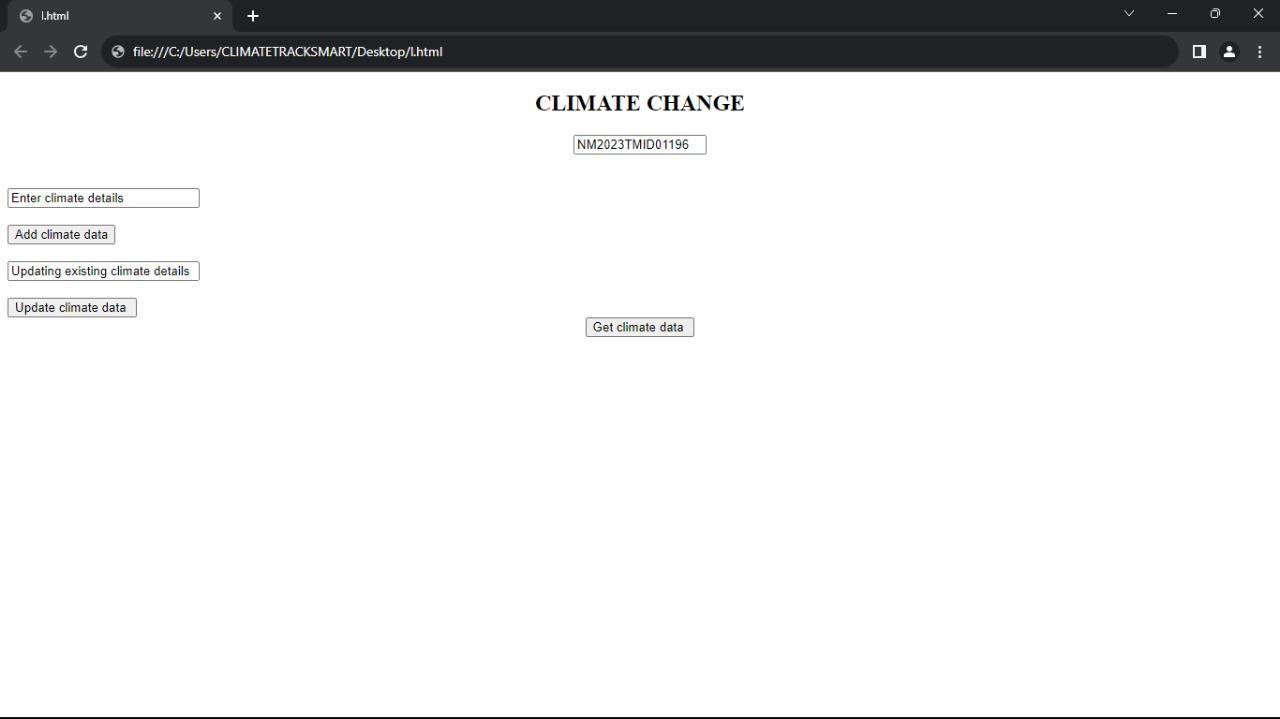 l.html
file:///C:/Users/CLIMATETRACKSMART/Desktop/l.html
CLIMATE CHANGE
NM2023TMID01196
Enter climate details
Add climate data
Updating existing climate details
Update climate data
Get climate data